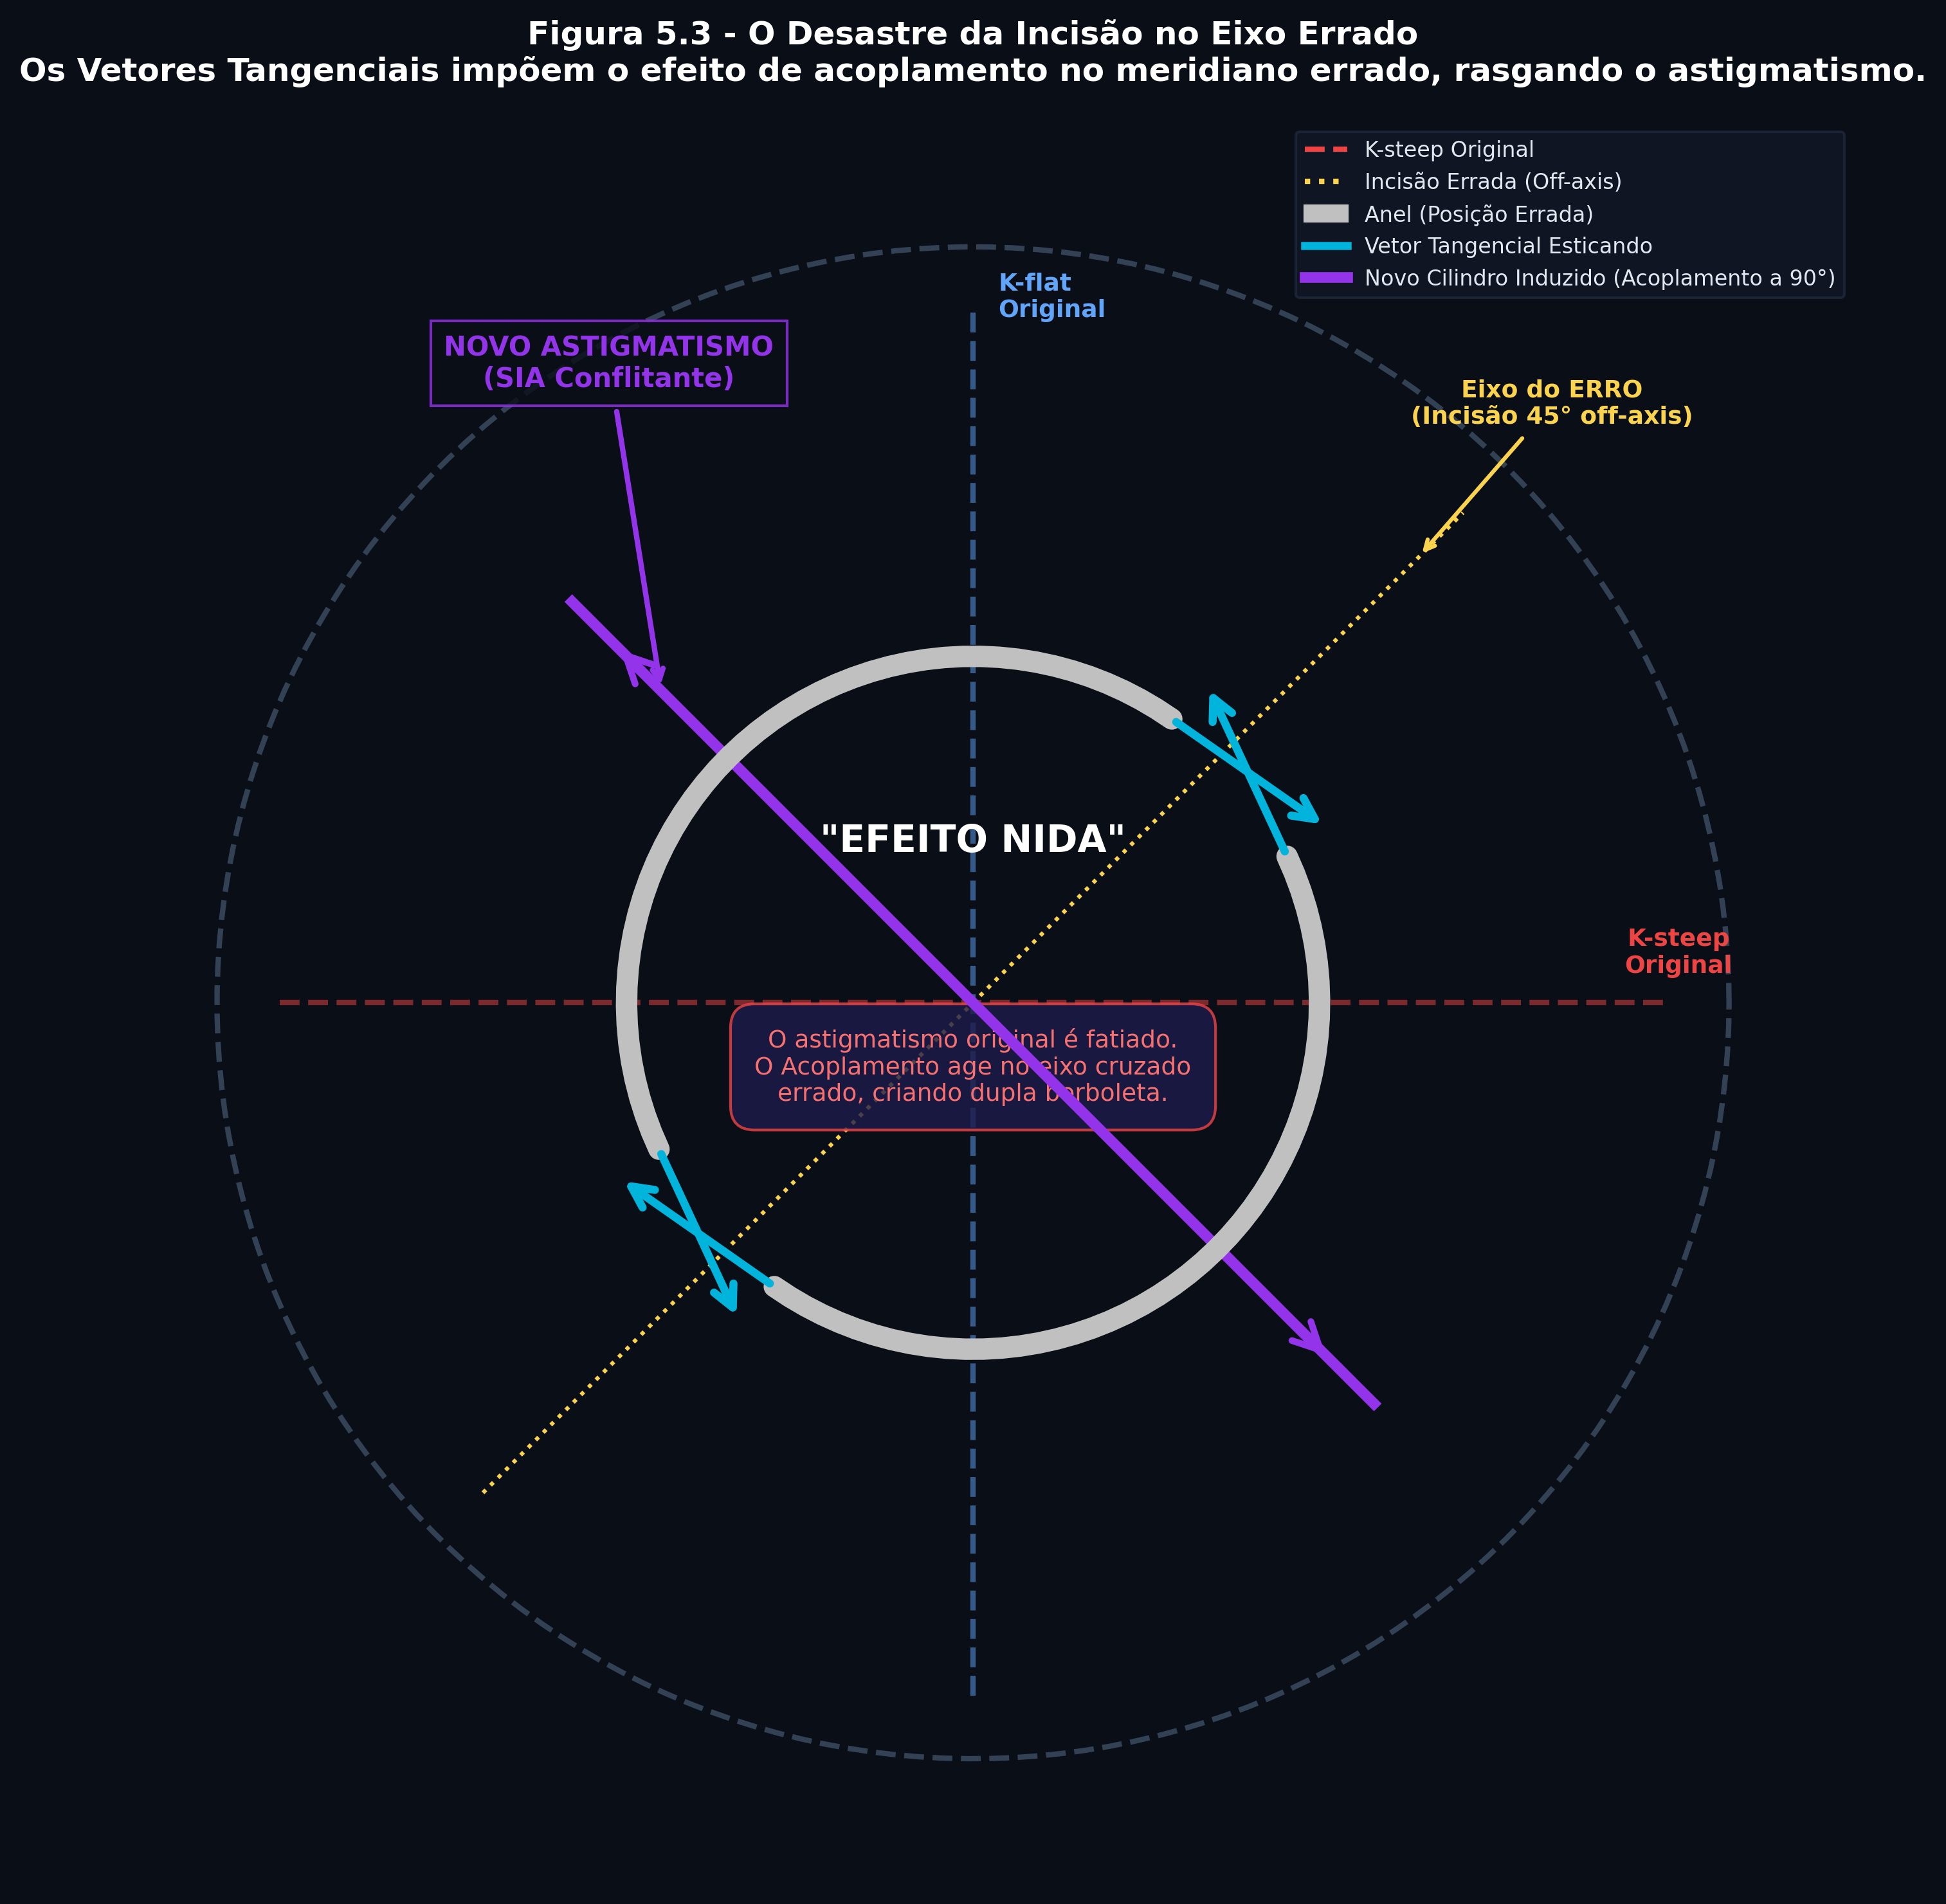 Figura 5.3 - O Desastre da Incisão no Eixo Errado
Os Vetores Tangenciais impõem o efeito de acoplamento no meridiano errado, rasgando o astigmatismo.
K-steep Original
Incisão Errada (Off-axis)
Anel (Posição Errada)
Vetor Tangencial Esticando
Novo Cilindro Induzido (Acoplamento a 90°)
K-flat
Original
NOVO ASTIGMATISMO
(SIA Conflitante)
Eixo do ERRO
(Incisão 45° off-axis)
"EFEITO NIDA"
K-steep
Original
O astigmatismo original é fatiado.
O Acoplamento age no eixo cruzado
errado, criando dupla borboleta.